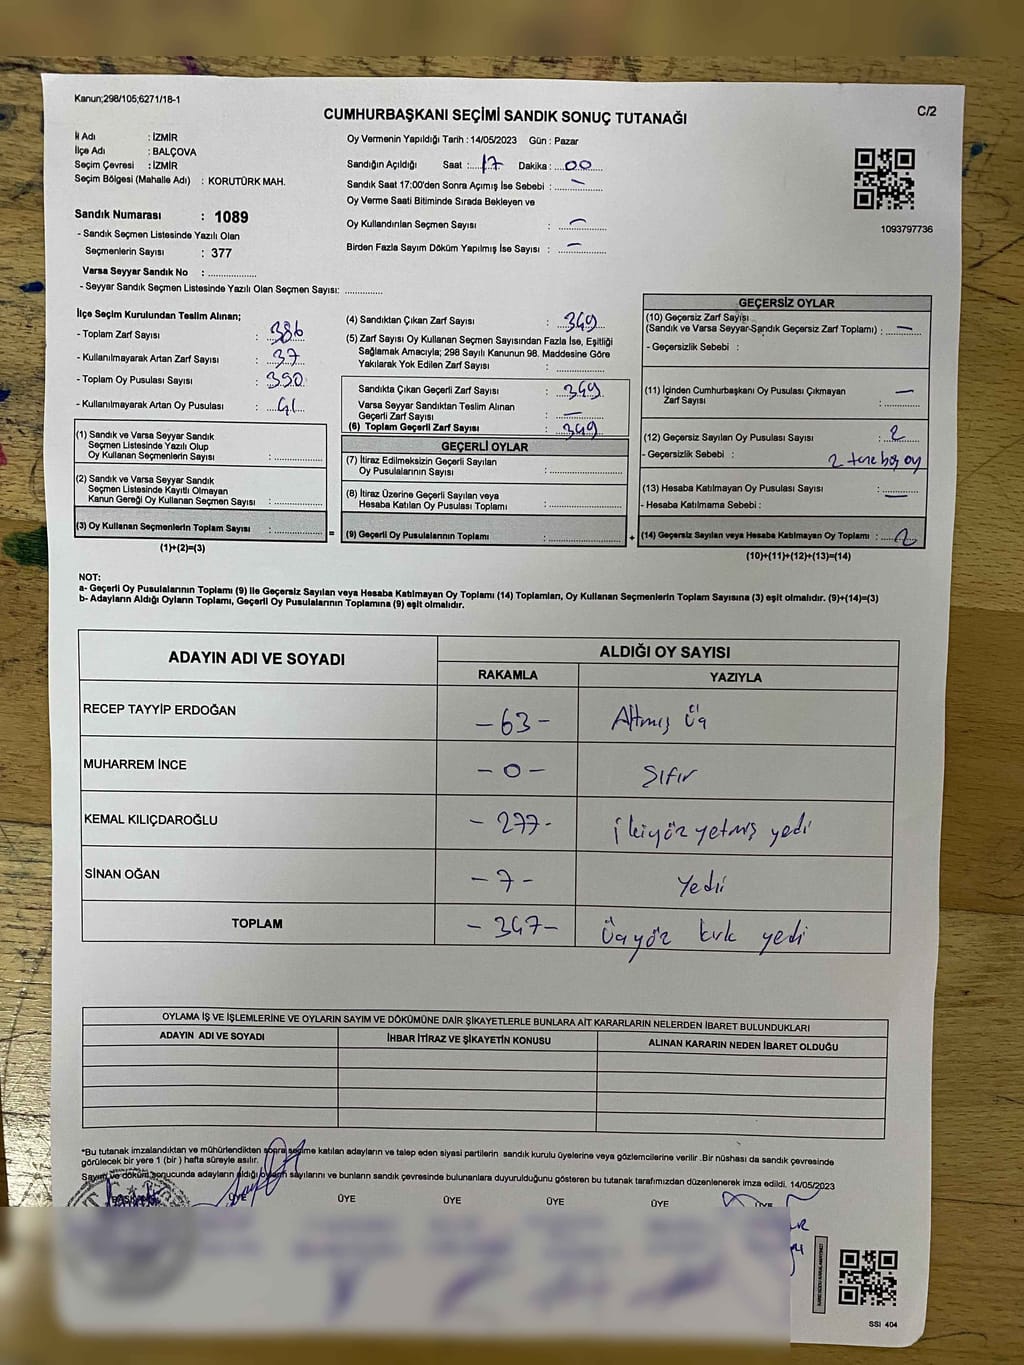 Kanun;298/105;6271/18-1
C/2
CUMHURBAŞKANI SEÇİMİ SANDIK SONUÇ TUTANAĞI
İl Adı : İZMİR
İlçe Adı : BALÇOVA
Seçim Çevresi : İZMİR
Seçim Bölgesi (Mahalle Adı) : KORUTÜRK MAH.
Sandık Numarası : 1089
- Sandık Seçmen Listesinde Yazılı Olan
Seçmenlerin Sayısı : 377
Varsa Seyyar Sandık No : ................
- Seyyar Sandık Seçmen Listesinde Yazılı Olan Seçmen Sayısı: ............
Oy Vermenin Yapıldığı Tarih : 14/05/2023 Gün : Pazar
Sandığın Açıldığı Saat : 17 Dakika : 00
Sandık Saat 17:00'den Sonra Açımış İse Sebebi : -
Oy Verme Saati Bitiminde Sırada Bekleyen ve
Oy Kullandırılan Seçmen Sayısı : -
Birden Fazla Sayım Döküm Yapılmış İse Sayısı : -
1093797736
İlçe Seçim Kurulundan Teslim Alınan;
- Toplam Zarf Sayısı : 386
- Kullanılmayarak Artan Zarf Sayısı : 37
- Toplam Oy Pusulası Sayısı : 390
- Kullanılmayarak Artan Oy Pusulası : 41
(1) Sandık ve Varsa Seyyar Sandık
Seçmen Listesinde Yazılı Olup
Oy Kullanan Seçmenlerin Sayısı : ............
(2) Sandık ve Varsa Seyyar Sandık
Seçmen Listesinde Kayıtlı Olmayan
Kanun Gereği Oy Kullanan Seçmen Sayısı : ............
(3) Oy Kullanan Seçmenlerin Toplam Sayısı : ............
(1)+(2)=(3)
=
(4) Sandıktan Çıkan Zarf Sayısı : 349
(5) Zarf Sayısı Oy Kullanan Seçmen Sayısından Fazla İse, Eşitliği
Sağlamak Amacıyla; 298 Sayılı Kanunun 98. Maddesine Göre
Yakılarak Yok Edilen Zarf Sayısı : ............
Sandıkta Çıkan Geçerli Zarf Sayısı : 349
Varsa Seyyar Sandıktan Teslim Alınan
Geçerli Zarf Sayısı : -
(6) Toplam Geçerli Zarf Sayısı : 349
GEÇERLİ OYLAR
(7) İtiraz Edilmeksizin Geçerli Sayılan
Oy Pusulalarının Sayısı : ............
(8) İtiraz Üzerine Geçerli Sayılan veya
Hesaba Katılan Oy Pusulası Toplamı : ............
(9) Geçerli Oy Pusulalarının Toplamı : ............
+
GEÇERSİZ OYLAR
(10) Geçersiz Zarf Sayısı
(Sandık ve Varsa Seyyar-Sandık Geçersiz Zarf Toplamı) : -
- Geçersizlik Sebebi :
(11) İçinden Cumhurbaşkanı Oy Pusulası Çıkmayan
Zarf Sayısı : -
(12) Geçersiz Sayılan Oy Pusulası Sayısı : 2
- Geçersizlik Sebebi : 2 tane boş oy
(13) Hesaba Katılmayan Oy Pusulası Sayısı : -
- Hesaba Katılmama Sebebi :
(14) Geçersiz Sayılan veya Hesaba Katılmayan Oy Toplamı : 2
(10)+(11)+(12)+(13)=(14)
NOT:
a- Geçerli Oy Pusulalarının Toplamı (9) ile Geçersiz Sayılan veya Hesaba Katılmayan Oy Toplamı (14) Toplamları, Oy Kullanan Seçmenlerin Toplam Sayısına (3) eşit olmalıdır. (9)+(14)=(3)
b- Adayların Aldığı Oyların Toplamı, Geçerli Oy Pusulalarının Toplamına (9) eşit olmalıdır.
ADAYIN ADI VE SOYADI
ALDIĞI OY SAYISI
RAKAMLA YAZIYLA
RECEP TAYYİP ERDOĞAN - 63 - Altmış üç
MUHARREM İNCE - 0 - Sıfır
KEMAL KILIÇDAROĞLU - 277 - ikiyüz yetmiş yedi
SİNAN OĞAN - 7 - Yedi
TOPLAM - 347 - Üçyüz kırk yedi
OYLAMA İŞ VE İŞLEMLERİNE VE OYLARIN SAYIM VE DÖKÜMÜNE DAİR ŞİKAYETLERLE BUNLARA AİT KARARLARIN NELERDEN İBARET BULUNDUKLARI
ADAYIN ADI VE SOYADI İHBAR İTİRAZ VE ŞİKAYETİN KONUSU ALINAN KARARIN NEDEN İBARET OLDUĞU
*Bu tutanak imzalandıktan ve mühürlendikten sonra seçime katılan adayların ve talep eden siyasi partilerin sandık kurulu üyelerine veya gözlemcilerine verilir .Bir nüshası da sandık çevresinde
görülecek bir yere 1 (bir ) hafta süreyle asılır.
Sayım ve döküm sonucunda adayların aldığı oyların sayılarını ve bunların sandık çevresinde bulunanlara duyurulduğunu gösteren bu tutanak tarafımızdan düzenlenerek imza edildi. 14/05/2023
BAŞKAN ÜYE ÜYE ÜYE ÜYE ÜYE ÜYE
SSI 404